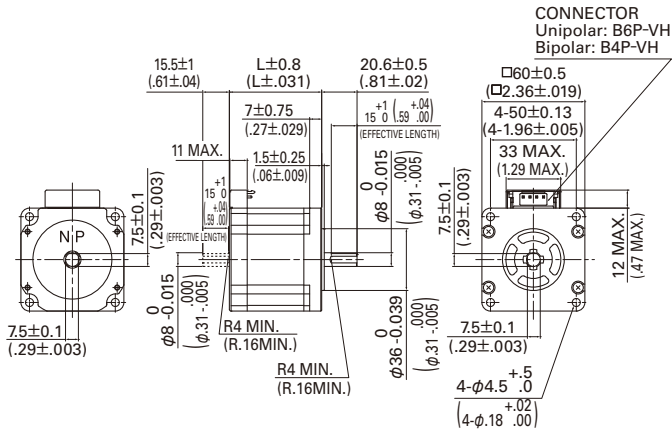 CONNECTOR
Unipolar: B6P-VH
Bipolar: B4P-VH
15.5±1
(.61±.04)
L±0.8
(L±.031)
20.6±0.5
(.81±.02)
□60±0.5
(□2.36±.019)
7±0.75
(.27±.029)
+1
15 0
(.59 +.04 .00)
(EFFECTIVE LENGTH)
4-50±0.13
(4-1.96±.005)
11 MAX.
1.5±0.25
(.06±.009)
33 MAX.
(1.29 MAX.)
+1
15 0
(+.04
.59 .00)
(EFFECTIVE LENGTH)
0
φ8 -0.015
.000
(φ.31 -.005)
7.5±0.1
(.29±.003)
NP
7.5±0.1
(.29±.003)
12 MAX.
(.47 MAX.)
0
φ8 -0.015
.000
(φ.31 -.005)
R4 MIN.
(R.16MIN.)
R4 MIN.
(R.16MIN.)
0
φ36 -0.039
.000
(φ.31 -.005)
7.5±0.1
(.29±.003)
7.5±0.1
(.29±.003)
+.5
4-φ4.5 .0
+.02
(4-φ.18 .00)